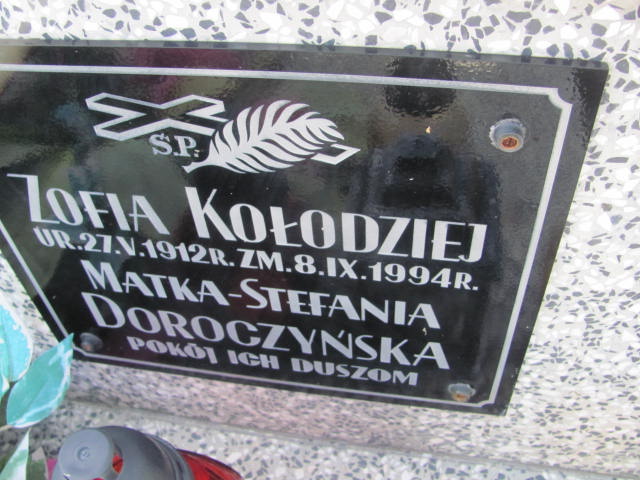 Ś.P.
ZOFIA KOŁODZIEJ
UR.27.V.1912R. ZM.8.IX.1994R.
MATKA-STEFANIA
DOROCZYŃSKA
POKÓJ ICH DUSZOM